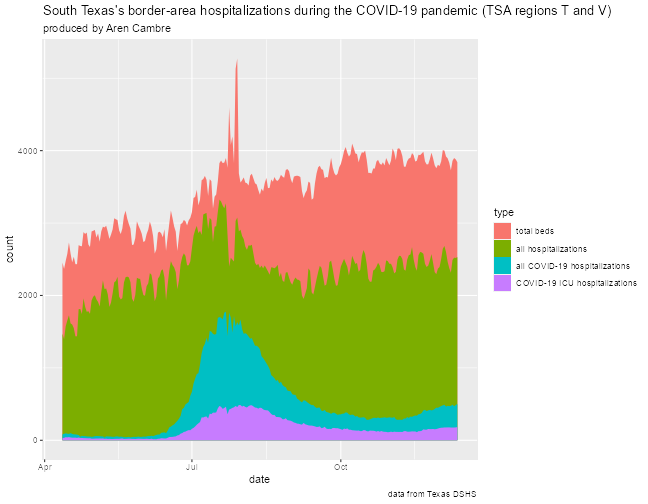 South Texas's border-area hospitalizations during the COVID-19 pandemic (TSA regions T and V)
produced by Aren Cambre
count
4000
2000
0
Apr
Jul
Oct
date
type
total beds
all hospitalizations
all COVID-19 hospitalizations
COVID-19 ICU hospitalizations
data from Texas DSHS